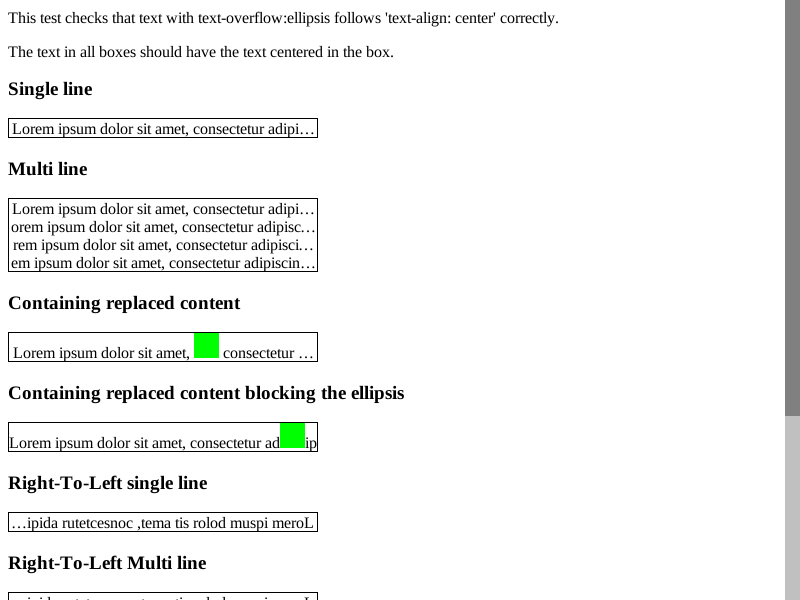 This test checks that text with text-overflow:ellipsis follows 'text-align: center' correctly.
The text in all boxes should have the text centered in the box.
Single line
Lorem ipsum dolor sit amet, consectetur adipi…
Multi line
Lorem ipsum dolor sit amet, consectetur adipi…
orem ipsum dolor sit amet, consectetur adipisc…
rem ipsum dolor sit amet, consectetur adipisci…
em ipsum dolor sit amet, consectetur adipiscin…
Containing replaced content
Lorem ipsum dolor sit amet, consectetur …
Containing replaced content blocking the ellipsis
Lorem ipsum dolor sit amet, consectetur ad ip
Right-To-Left single line
…ipida rutetcesnoc ,tema tis rolod muspi meroL
Right-To-Left Multi line